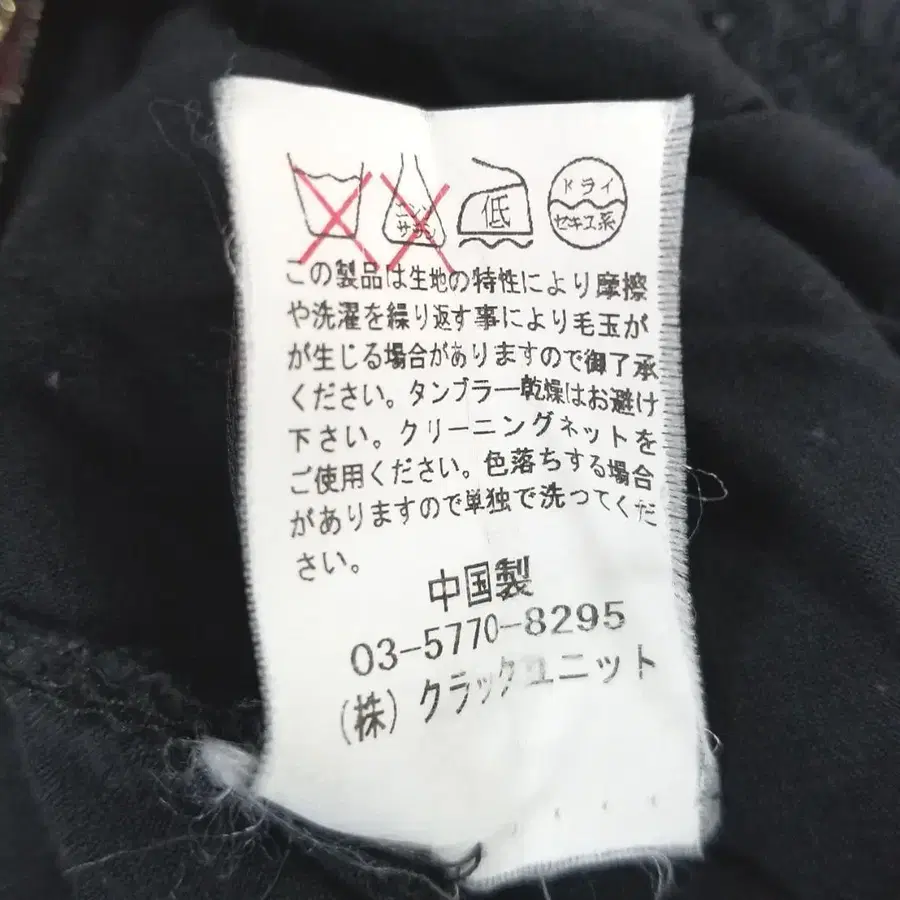 エンソ
サラシ
低
ドライ
セキユ系
この製品は生地の特性により摩擦
や洗濯を繰り返す事により毛玉が
が生じる場合がありますので御了承
ください。タンブラー乾燥はお避け
下さい。クリーニングネットを
ご使用ください。色落ちする場合
がありますので単独で洗ってくだ
さい。
中国製
03-5770-8295
(株) クラックユニット